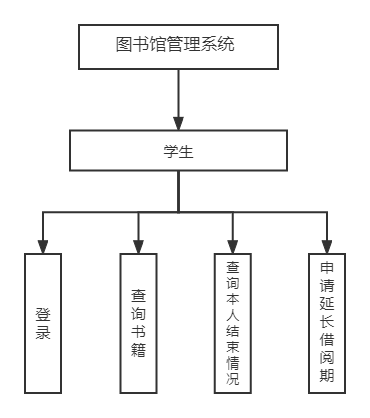 图书馆管理系统
学生
登录
查询书籍
查询本人结束情况
申请延长借阅期